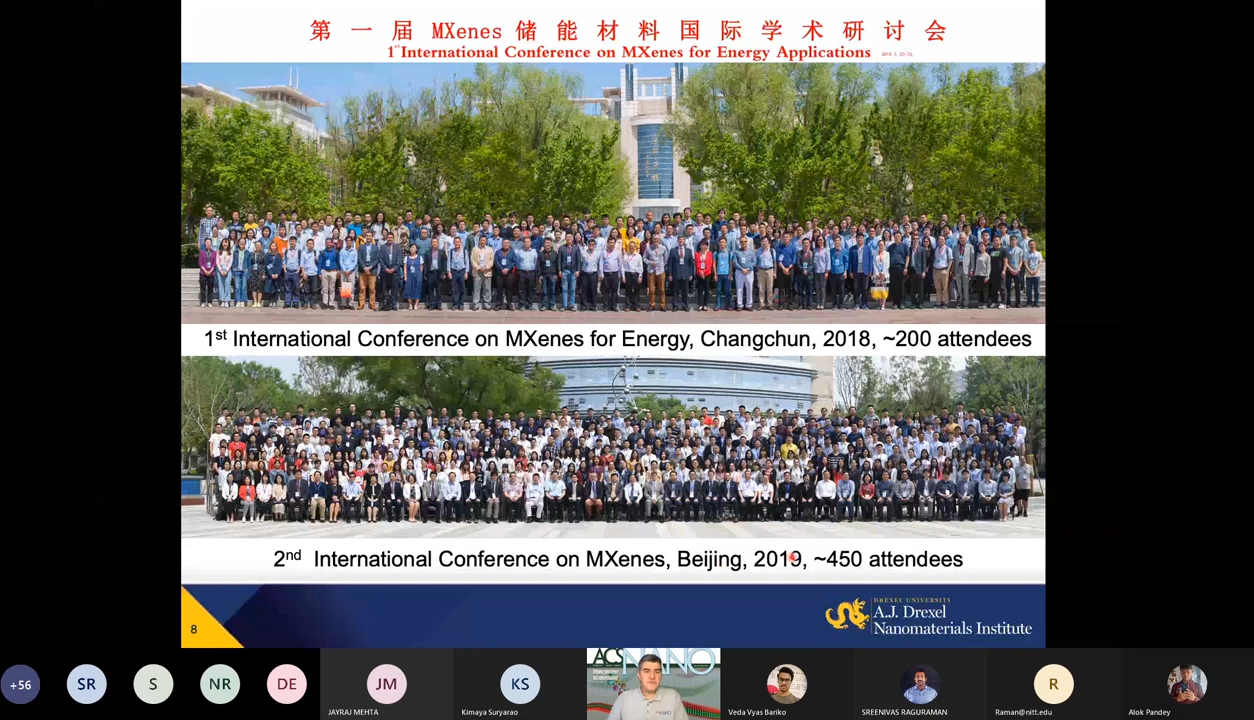 第一届 MXenes 储能材料国际学术研讨会
1st International Conference on MXenes for Energy Applications
1st International Conference on MXenes for Energy, Changchun, 2018, ~200 attendees
2nd International Conference on MXenes, Beijing, 2019, ~450 attendees
8
DREXEL UNIVERSITY
A.J. Drexel
Nanomaterials Institute
ACS NANO
+56
SR
S
NR
DE
JM
JAYRAJ MEHTA
KS
Kimaya Suryarao
Veda Vyas Bariko
SREENIVAS RAGURAMAN
R
Raman@nitt.edu
Alok Pandey